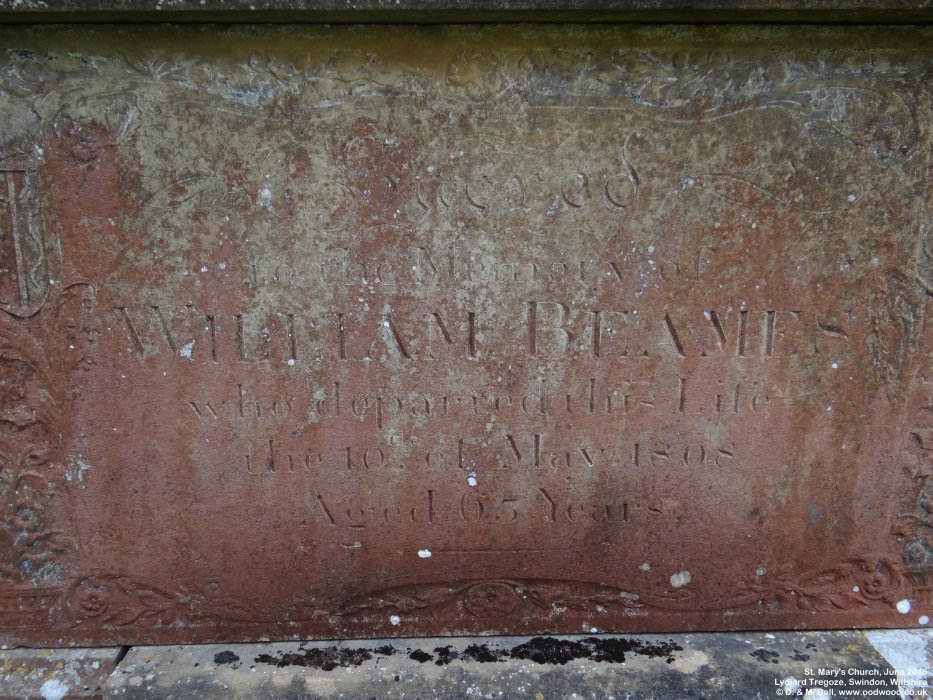 Sacred
to the Memory of
WILLIAM BEAMES
who departed this Life
the 10. of May 1808
Aged 65 Years.
St. Mary's Church, June 2015
Lydiard Tregoze, Swindon, Wiltshire
© D. & M. Ball, www.oodwood.co.uk